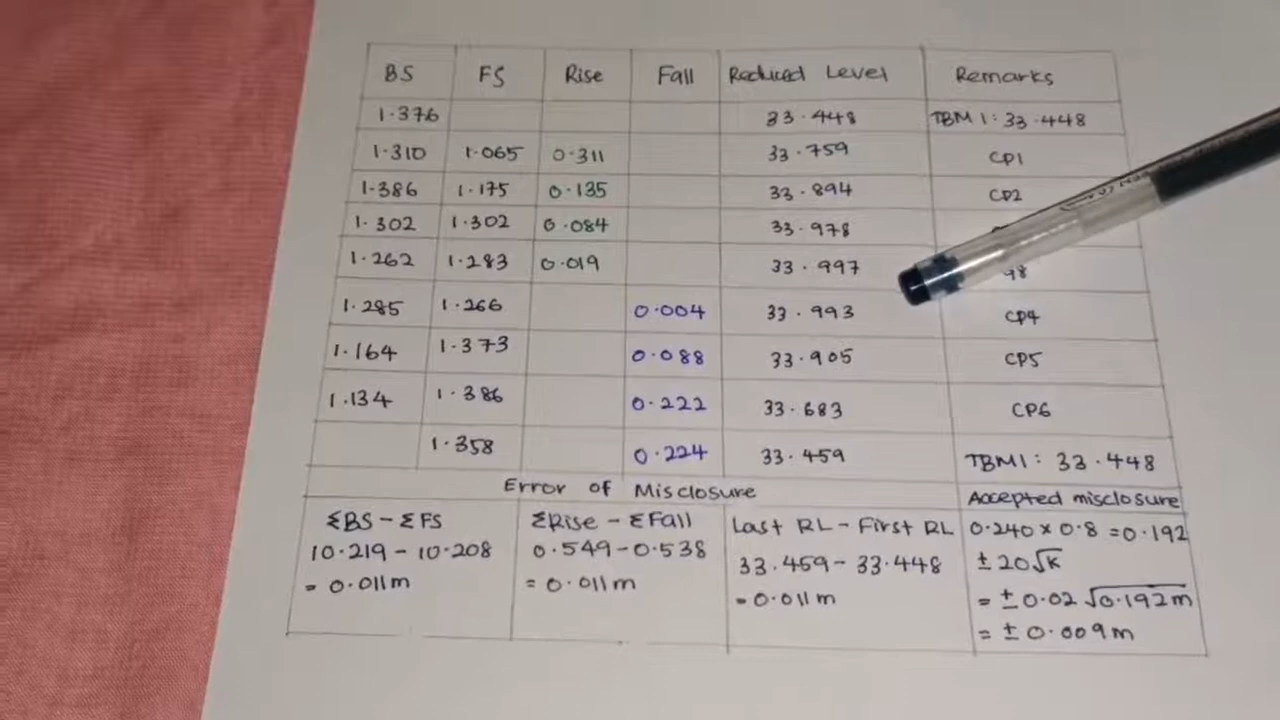 BS FS Rise Fall Reduced Level Remarks
1.376 33.448 TBM 1: 33.448
1.310 1.065 0.311 33.759 CP1
1.386 1.175 0.135 33.894 CP2
1.302 1.302 0.084 33.978
1.262 1.283 0.019 33.997 98
1.285 1.266 0.004 33.993 CP4
1.164 1.373 0.088 33.905 CP5
1.134 1.386 0.222 33.683 CP6
1.358 0.224 33.459 TBM1: 33.448
Error of Misclosure Accepted misclosure
ΣBS - ΣFS ΣRise - ΣFall Last RL - First RL 0.240 x 0.8 = 0.192
10.219 - 10.208 0.549 - 0.538 33.459 - 33.448 ± 20√K
= 0.011m = 0.011m = 0.011m = ± 0.02 √0.192m
= ± 0.009m